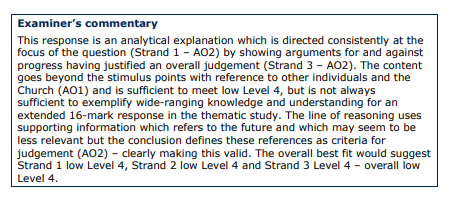 Examiner's commentary
This response is an analytical explanation which is directed consistently at the
focus of the question (Strand 1 – AO2) by showing arguments for and against
progress having justified an overall judgement (Strand 3 – AO2). The content
goes beyond the stimulus points with reference to other individuals and the
Church (AO1) and is sufficient to meet low Level 4, but is not always
sufficient to exemplify wide-ranging knowledge and understanding for an
extended 16-mark response in the thematic study. The line of reasoning uses
supporting information which refers to the future and which may seem to be
less relevant but the conclusion defines these references as criteria for
judgement (AO2) – clearly making this valid. The overall best fit would suggest
Strand 1 low Level 4, Strand 2 low Level 4 and Strand 3 Level 4 – overall low
Level 4.